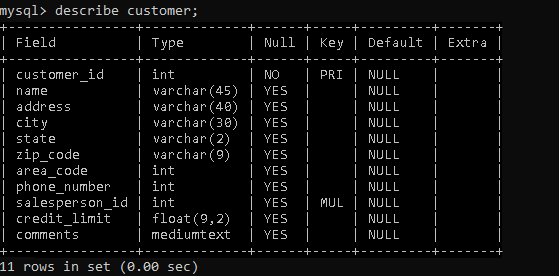 mysql> describe customer;
+----------------+-------------+------+-----+---------+-------+
| Field          | Type        | Null | Key | Default | Extra |
+----------------+-------------+------+-----+---------+-------+
| customer_id    | int         | NO   | PRI | NULL    |       |
| name           | varchar(45) | YES  |     | NULL    |       |
| address        | varchar(40) | YES  |     | NULL    |       |
| city           | varchar(30) | YES  |     | NULL    |       |
| state          | varchar(2)  | YES  |     | NULL    |       |
| zip_code       | varchar(9)  | YES  |     | NULL    |       |
| area_code      | int         | YES  |     | NULL    |       |
| phone_number   | int         | YES  |     | NULL    |       |
| salesperson_id | int         | YES  | MUL | NULL    |       |
| credit_limit   | float(9,2)  | YES  |     | NULL    |       |
| comments       | mediumtext  | YES  |     | NULL    |       |
+----------------+-------------+------+-----+---------+-------+
11 rows in set (0.00 sec)